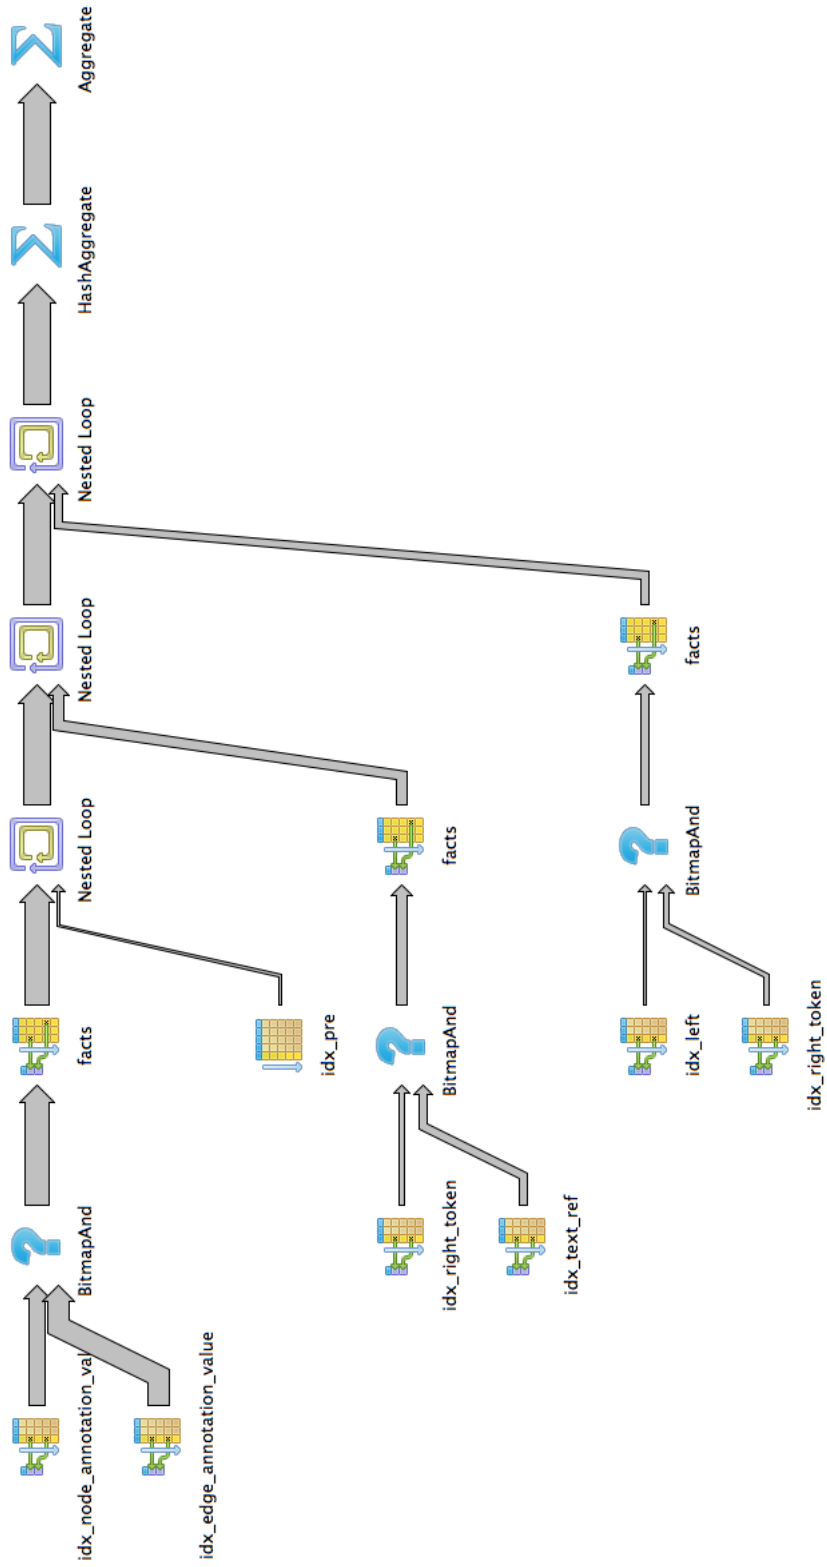 idx_node_annotation_val
BitmapAnd
facts
Nested Loop
Nested Loop
Nested Loop
HashAggregate
Aggregate
idx_edge_annotation_value
idx_pre
idx_right_token
BitmapAnd
facts
idx_text_ref
idx_left
BitmapAnd
facts
idx_right_token